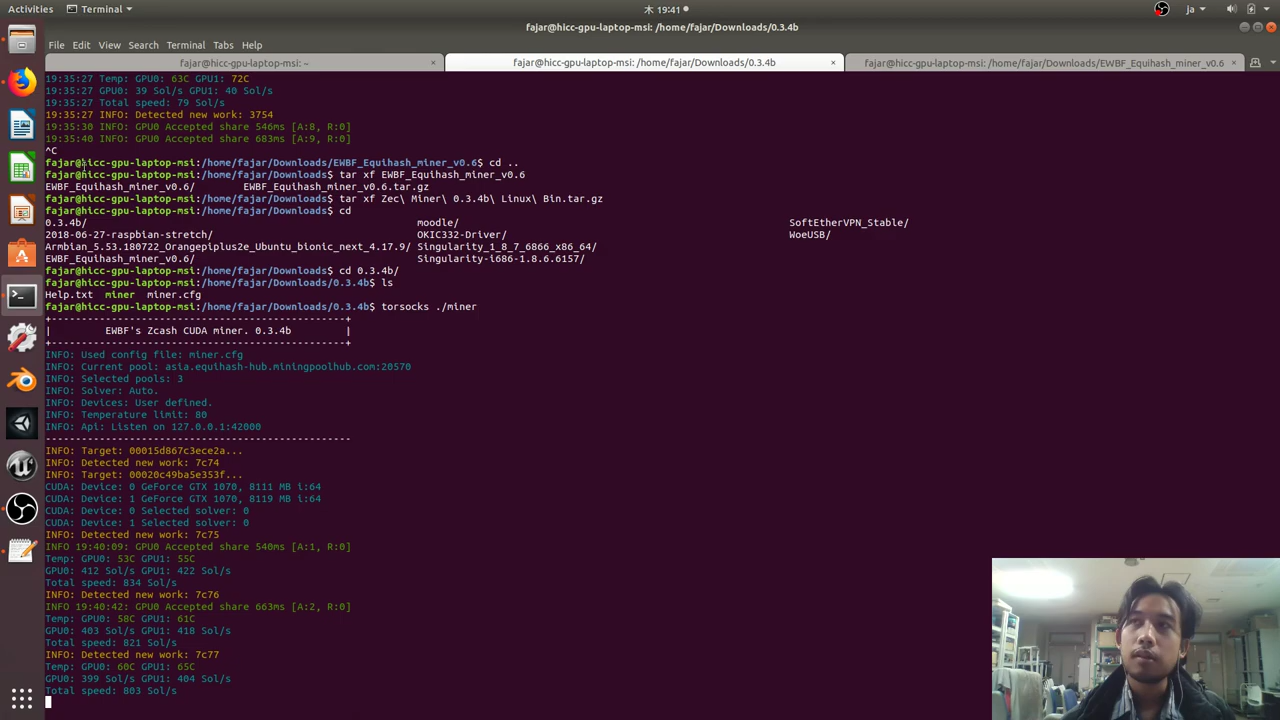 Activities
Terminal
木 19:41
ja
fajar@hicc-gpu-laptop-msi: /home/fajar/Downloads/0.3.4b
File Edit View Search Terminal Tabs Help
fajar@hicc-gpu-laptop-msi: ~
fajar@hicc-gpu-laptop-msi: /home/fajar/Downloads/0.3.4b
fajar@hicc-gpu-laptop-msi: /home/fajar/Downloads/EWBF_Equihash_miner_v0.6
19:35:27 Temp: GPU0: 63C GPU1: 72C
19:35:27 GPU0: 39 Sol/s GPU1: 40 Sol/s
19:35:27 Total speed: 79 Sol/s
19:35:27 INFO: Detected new work: 3754
19:35:30 INFO: GPU0 Accepted share 546ms [A:8, R:0]
19:35:40 INFO: GPU0 Accepted share 683ms [A:9, R:0]
^C
fajar@hicc-gpu-laptop-msi:/home/fajar/Downloads/EWBF_Equihash_miner_v0.6$ cd ..
fajar@hicc-gpu-laptop-msi:/home/fajar/Downloads$ tar xf EWBF_Equihash_miner_v0.6
EWBF_Equihash_miner_v0.6/ EWBF_Equihash_miner_v0.6.tar.gz
fajar@hicc-gpu-laptop-msi:/home/fajar/Downloads$ tar xf Zec\ Miner\ 0.3.4b\ Linux\ Bin.tar.gz
fajar@hicc-gpu-laptop-msi:/home/fajar/Downloads$ cd
0.3.4b/ moodle/ SoftEtherVPN_Stable/
2018-06-27-raspbian-stretch/ OKIC332-Driver/ WoeUSB/
Armbian_5.53.180722_Orangepiplus2e_Ubuntu_bionic_next_4.17.9/ Singularity_1_8_7_6866_x86_64/
EWBF_Equihash_miner_v0.6/ Singularity-i686-1.8.6.6157/
fajar@hicc-gpu-laptop-msi:/home/fajar/Downloads$ cd 0.3.4b/
fajar@hicc-gpu-laptop-msi:/home/fajar/Downloads/0.3.4b$ ls
Help.txt miner miner.cfg
fajar@hicc-gpu-laptop-msi:/home/fajar/Downloads/0.3.4b$ torsocks ./miner
+-------------------------------------------------+
| EWBF's Zcash CUDA miner. 0.3.4b |
+-------------------------------------------------+
INFO: Used config file: miner.cfg
INFO: Current pool: asia.equihash-hub.miningpoolhub.com:20570
INFO: Selected pools: 3
INFO: Solver: Auto.
INFO: Devices: User defined.
INFO: Temperature limit: 80
INFO: Api: Listen on 127.0.0.1:42000
---------------------------------------------------
INFO: Target: 00015d867c3ece2a...
INFO: Detected new work: 7c74
INFO: Target: 00020c49ba5e353f...
CUDA: Device: 0 GeForce GTX 1070, 8111 MB i:64
CUDA: Device: 1 GeForce GTX 1070, 8119 MB i:64
CUDA: Device: 0 Selected solver: 0
CUDA: Device: 1 Selected solver: 0
INFO: Detected new work: 7c75
INFO 19:40:09: GPU0 Accepted share 540ms [A:1, R:0]
Temp: GPU0: 53C GPU1: 55C
GPU0: 412 Sol/s GPU1: 422 Sol/s
Total speed: 834 Sol/s
INFO: Detected new work: 7c76
INFO 19:40:42: GPU0 Accepted share 663ms [A:2, R:0]
Temp: GPU0: 58C GPU1: 61C
GPU0: 403 Sol/s GPU1: 418 Sol/s
Total speed: 821 Sol/s
INFO: Detected new work: 7c77
Temp: GPU0: 60C GPU1: 65C
GPU0: 399 Sol/s GPU1: 404 Sol/s
Total speed: 803 Sol/s